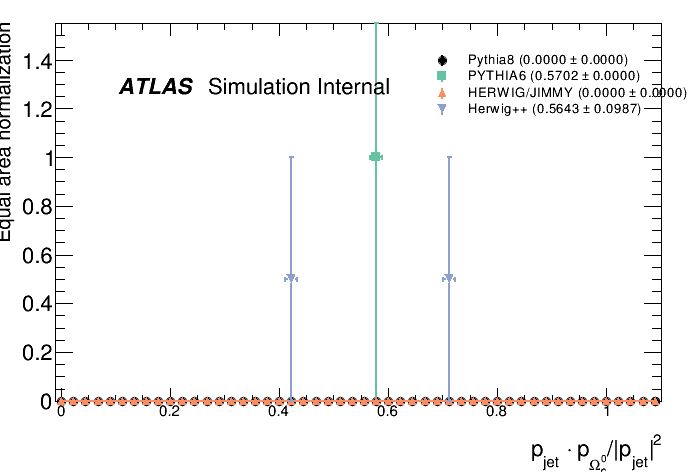 Equal area normalization
ATLAS Simulation Internal
Pythia8 (0.0000 ± 0.0000)
PYTHIA6 (0.5702 ± 0.0000)
HERWIG/JIMMY (0.0000 ± 0.0000)
Herwig++ (0.5643 ± 0.0987)
1.4
1.2
1
0.8
0.6
0.4
0.2
0
0 0.2 0.4 0.6 0.8 1
p_jet · p_Ω⁰_c/|p_jet|²